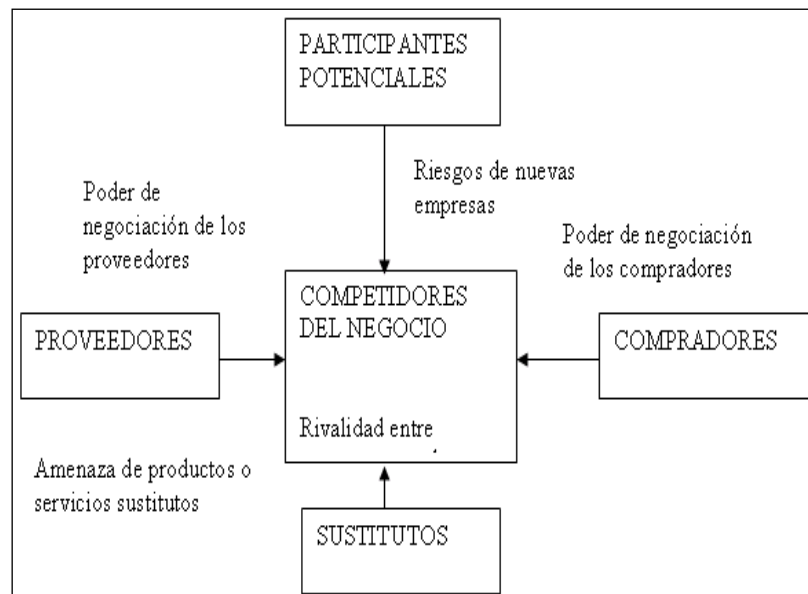 PARTICIPANTES
POTENCIALES
Riesgos de nuevas
empresas
Poder de
negociación de los
proveedores
Poder de negociación
de los compradores
COMPETIDORES
DEL NEGOCIO
Rivalidad entre
PROVEEDORES
COMPRADORES
Amenaza de productos o
servicios sustitutos
SUSTITUTOS